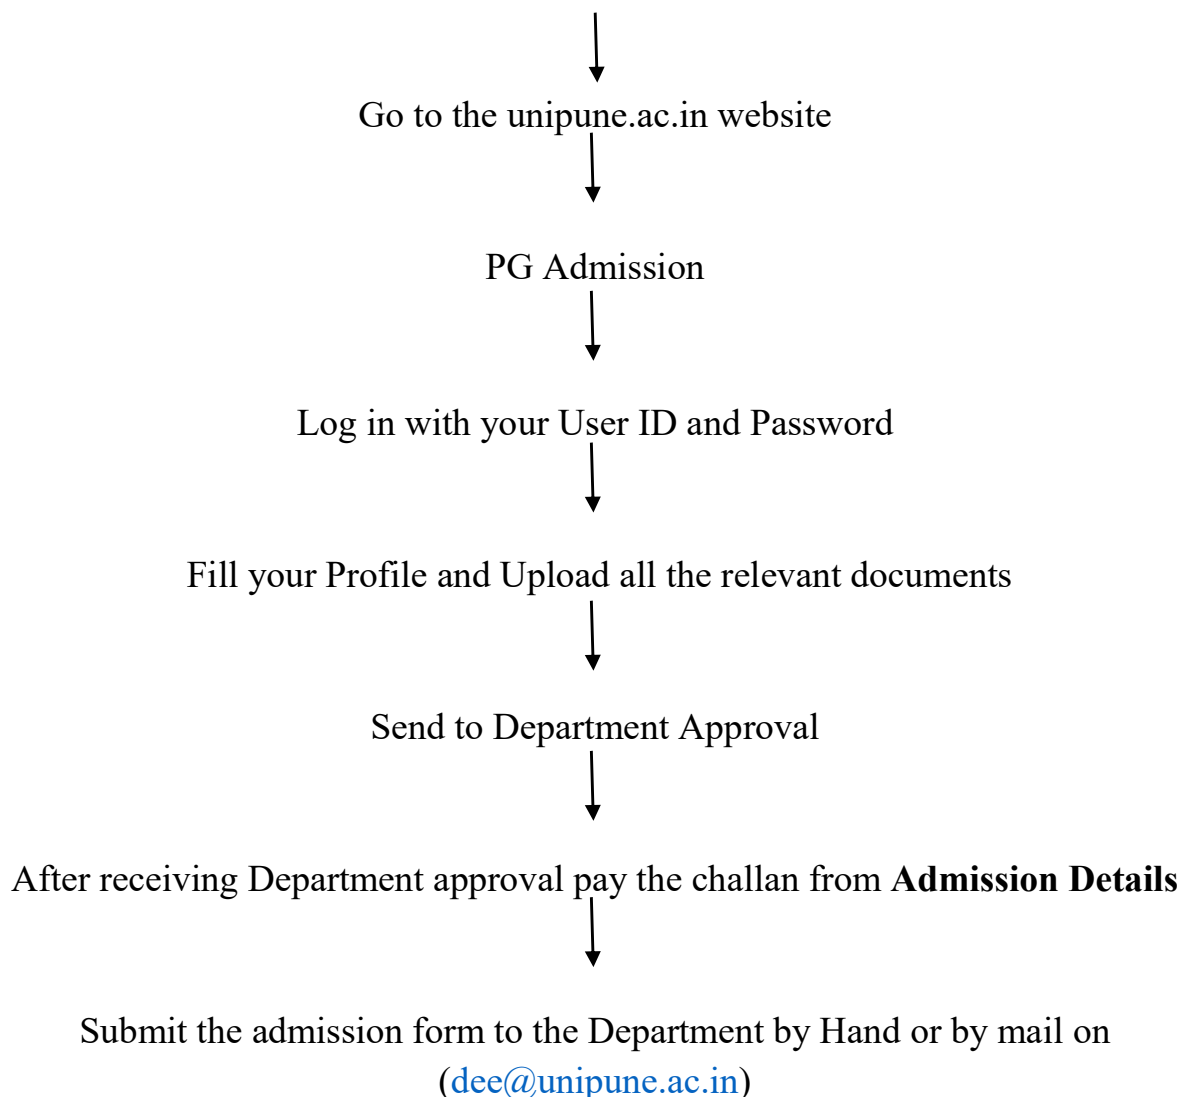 Go to the unipune.ac.in website
PG Admission
Log in with your User ID and Password
Fill your Profile and Upload all the relevant documents
Send to Department Approval
After receiving Department approval pay the challan from Admission Details
Submit the admission form to the Department by Hand or by mail on
(dee@unipune.ac.in)